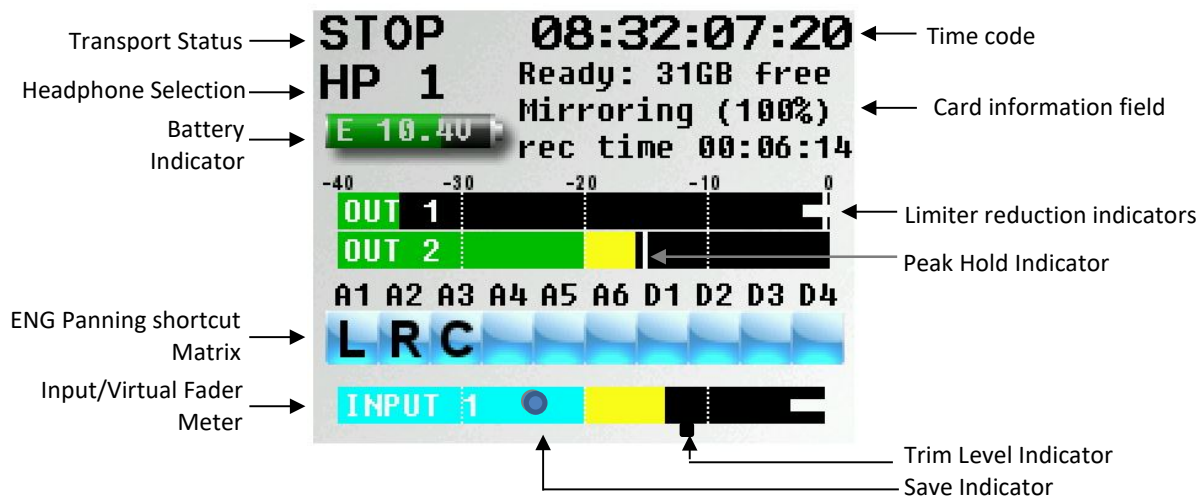 Transport Status
STOP
08:32:07:20
Time code
Headphone Selection
HP 1
Ready: 31GB free
Mirroring (100%)
rec time 00:06:14
Card information field
Battery
Indicator
E 10.4V
-40 -30 -20 -10 0
OUT 1
Limiter reduction indicators
OUT 2
Peak Hold Indicator
A1 A2 A3 A4 A5 A6 D1 D2 D3 D4
ENG Panning shortcut
Matrix
L R C
Input/Virtual Fader
Meter
INPUT 1
Trim Level Indicator
Save Indicator